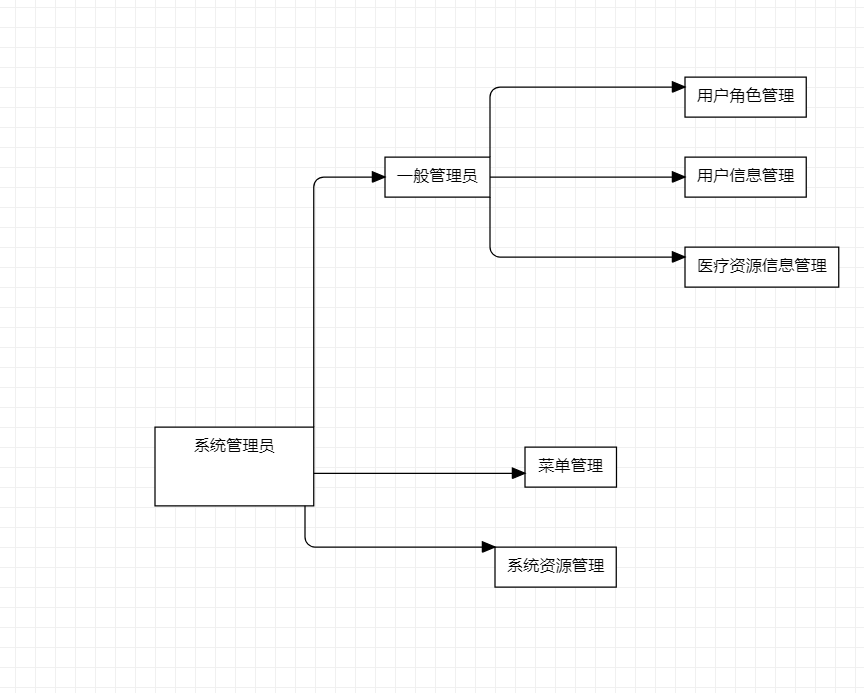 用户角色管理
一般管理员
用户信息管理
医疗资源信息管理
系统管理员
菜单管理
系统资源管理